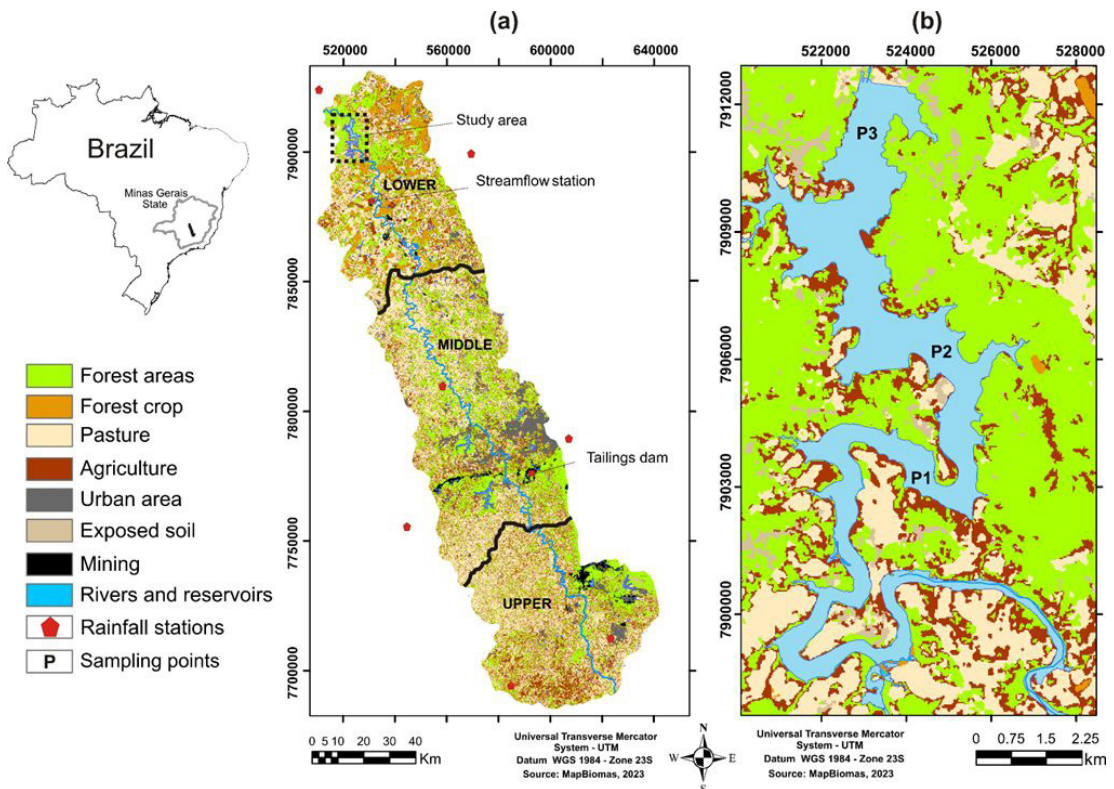 (a)
(b)
520000 560000 600000 640000
522000 524000 526000 528000
Brazil
Minas Gerais
State
Study area
Streamflow station
LOWER
MIDDLE
Tailings dam
UPPER
7900000
7850000
7800000
7750000
7700000
P3
P2
P1
7912000
7909000
7906000
7903000
7900000
Forest areas
Forest crop
Pasture
Agriculture
Urban area
Exposed soil
Mining
Rivers and reservoirs
Rainfall stations
P Sampling points
0 5 10 20 30 40
Km
Universal Transverse Mercator
System - UTM
Datum WGS 1984 - Zone 23S
Source: MapBiomas, 2023
N
W E
S
Universal Transverse Mercator
System - UTM
Datum WGS 1984 - Zone 23S
Source: MapBiomas, 2023
0 0.75 1.5 2.25
km